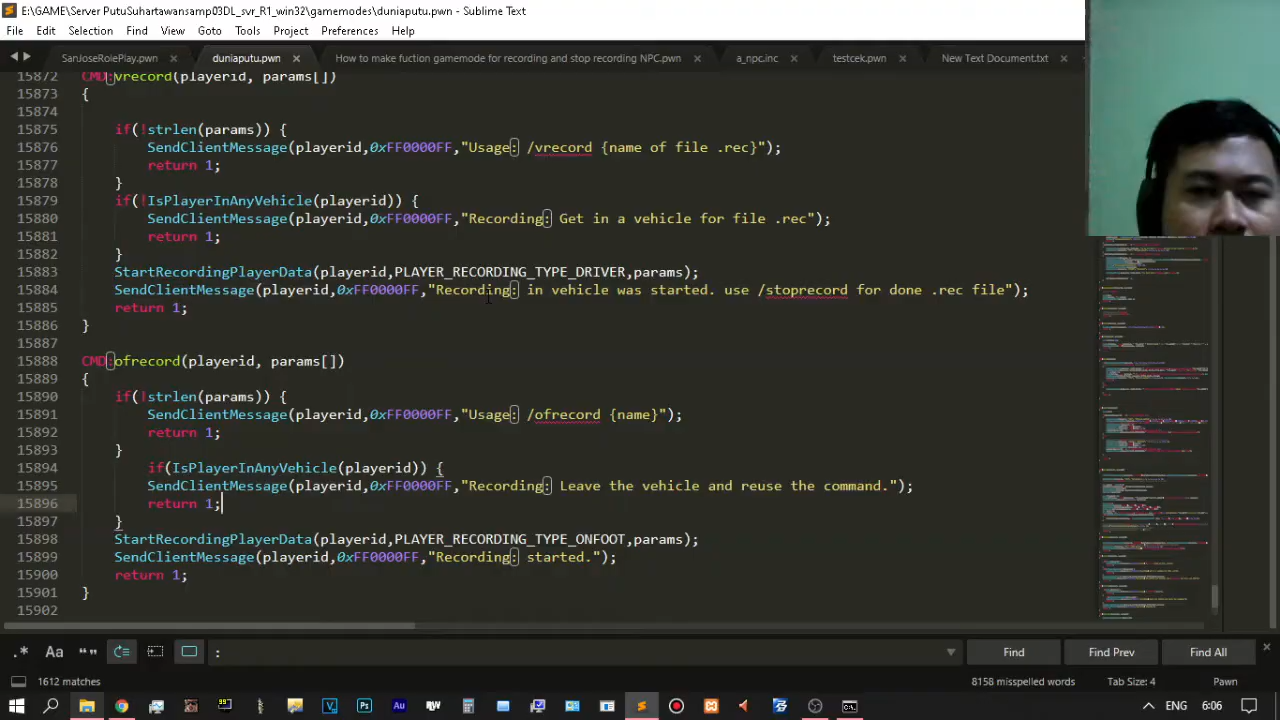 E:\GAME\Server PutuSuhartawansamp03DL_svr_R1_win32\gamemodes\duniaputu.pwn - Sublime Text
File Edit Selection Find View Goto Tools Project Preferences Help
SanJoseRolePlay.pwn duniaputu.pwn How to make fuction gamemode for recording and stop recording NPC.pwn a_npc.inc testcek.pwn New Text Document.txt
15872 CMD:vrecord(playerid, params[])
15873 {
15874
15875 if(!strlen(params)) {
15876 SendClientMessage(playerid,0xFF0000FF,"Usage: /vrecord {name of file .rec}");
15877 return 1;
15878 }
15879 if(!IsPlayerInAnyVehicle(playerid)) {
15880 SendClientMessage(playerid,0xFF0000FF,"Recording: Get in a vehicle for file .rec");
15881 return 1;
15882 }
15883 StartRecordingPlayerData(playerid,PLAYER_RECORDING_TYPE_DRIVER,params);
15884 SendClientMessage(playerid,0xFF0000FF,"Recording: in vehicle was started. use /stoprecord for done .rec file");
15885 return 1;
15886 }
15887
15888 CMD:ofrecord(playerid, params[])
15889 {
15890 if(!strlen(params)) {
15891 SendClientMessage(playerid,0xFF0000FF,"Usage: /ofrecord {name}");
15892 return 1;
15893 }
15894 if(IsPlayerInAnyVehicle(playerid)) {
15895 SendClientMessage(playerid,0xFF0000FF,"Recording: Leave the vehicle and reuse the command.");
15896 return 1;
15897 }
15898 StartRecordingPlayerData(playerid,PLAYER_RECORDING_TYPE_ONFOOT,params);
15899 SendClientMessage(playerid,0xFF0000FF,"Recording: started.");
15900 return 1;
15901 }
15902
.* Aa “” : Find Find Prev Find All
1612 matches 8158 misspelled words Tab Size: 4 Pawn
Ps Au RW 6:06